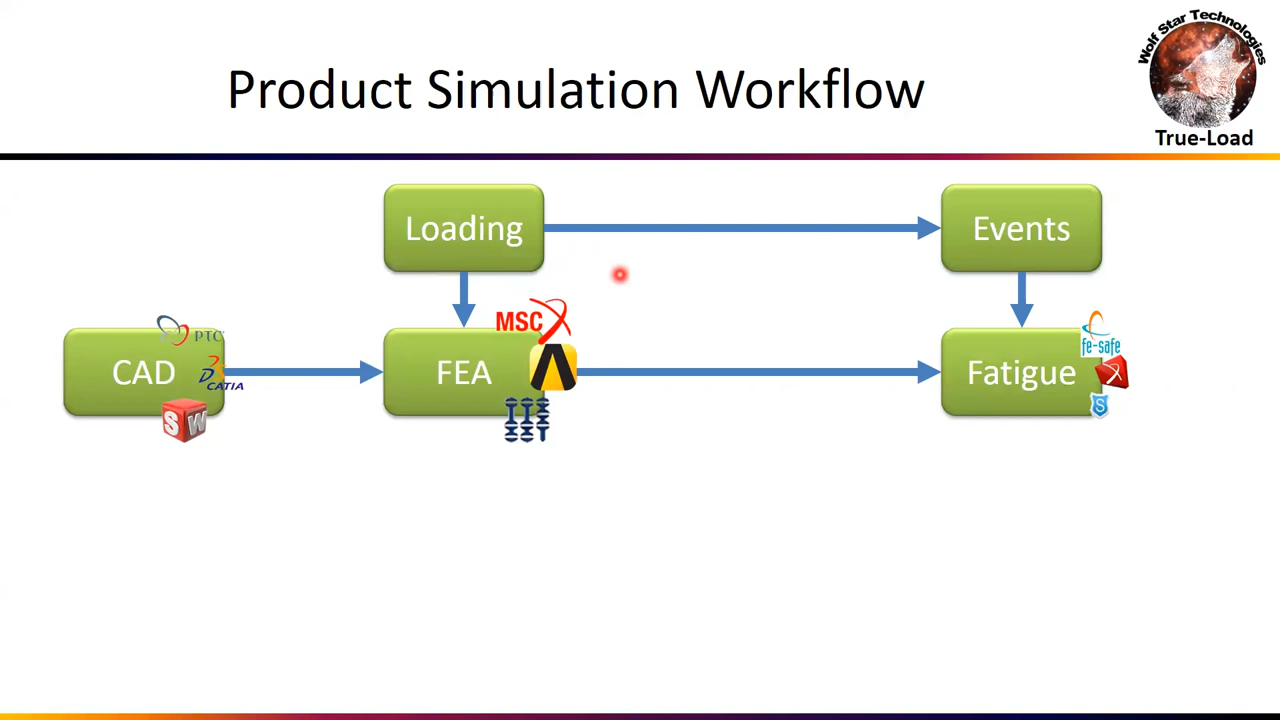 Wolf Star Technologies
True-Load
Product Simulation Workflow
Loading
Events
CAD
PTC
CATIA
SW
FEA
MSC
Fatigue
fe-safe
S